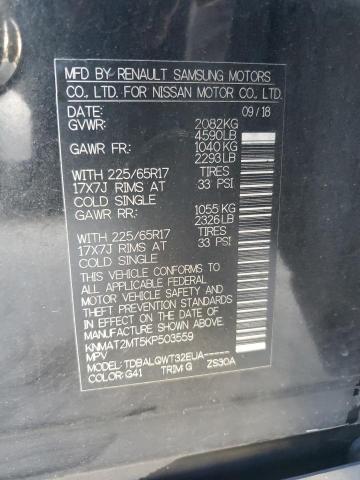 MFD BY RENAULT SAMSUNG MOTORS
CO., LTD. FOR NISSAN MOTOR CO., LTD.
DATE: 09/18
GVWR: 2082KG
4590LB
GAWR FR: 1040 KG
2293LB
WITH 225/65R17 TIRES
17X7J RIMS AT 33 PSI
COLD SINGLE
GAWR RR: 1055 KG
2326LB
WITH 225/65R17 TIRES
17X7J RIMS AT 33 PSI
COLD SINGLE
THIS VEHICLE CONFORMS TO
ALL APPLICABLE FEDERAL
MOTOR VEHICLE SAFETY, BUMPER
AND THEFT PREVENTION STANDARDS
IN EFFECT ON THE DATE OF
MANUFACTURE SHOWN ABOVE.
KNMAT2MT5KP503559
MPV
MODEL: TDBALQWT32EUA-----
COLOR: G41 TRIM: G ZS30A